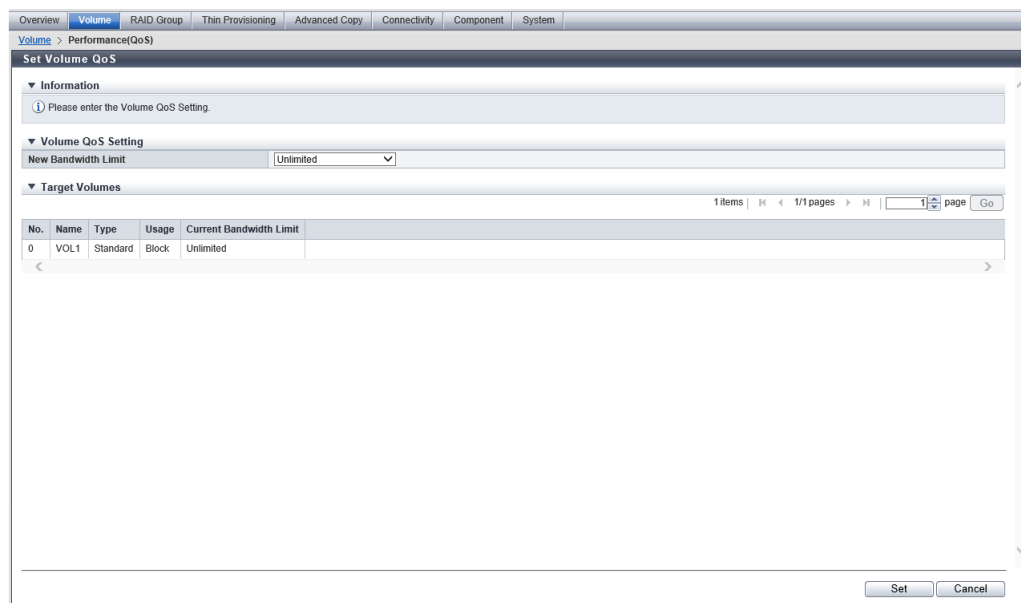 Overview Volume RAID Group Thin Provisioning Advanced Copy Connectivity Component System
Volume > Performance(QoS)
Set Volume QoS
Information
Please enter the Volume QoS Setting.
Volume QoS Setting
New Bandwidth Limit Unlimited
Target Volumes
1 items | 1/1 pages | 1 page Go
No. Name Type Usage Current Bandwidth Limit
0 VOL1 Standard Block Unlimited
Set Cancel